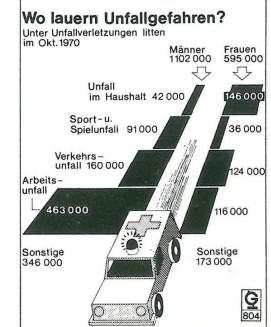 Wo lauern Unfallgefahren?
Unter Unfallverletzungen litten
im Okt. 1970
Männer
1102 000
Frauen
595 000
Unfall
im Haushalt 42 000
146 000
Sport- u.
Spielunfall 91 000
36 000
Verkehrs-
unfall 160 000
124 000
Arbeits-
unfall
463 000
116 000
Sonstige
346 000
Sonstige
173 000
G
804